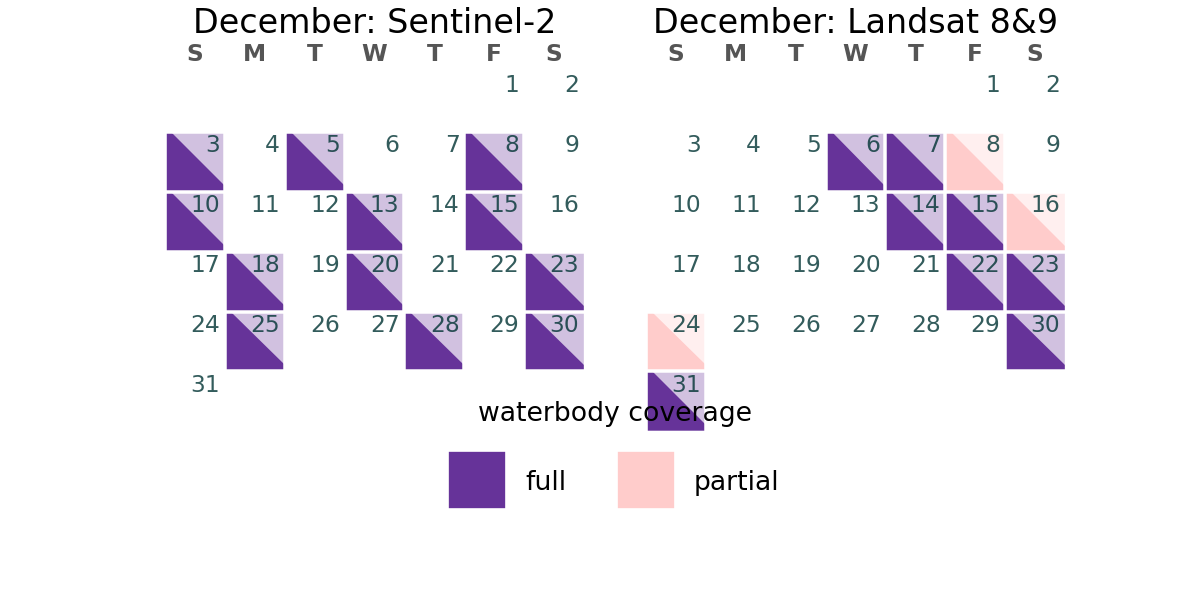 December: Sentinel-2
S M T W T F S
1 2
3 4 5 6 7 8 9
10 11 12 13 14 15 16
17 18 19 20 21 22 23
24 25 26 27 28 29 30
31
December: Landsat 8&9
S M T W T F S
1 2
3 4 5 6 7 8 9
10 11 12 13 14 15 16
17 18 19 20 21 22 23
24 25 26 27 28 29 30
31
waterbody coverage
full partial